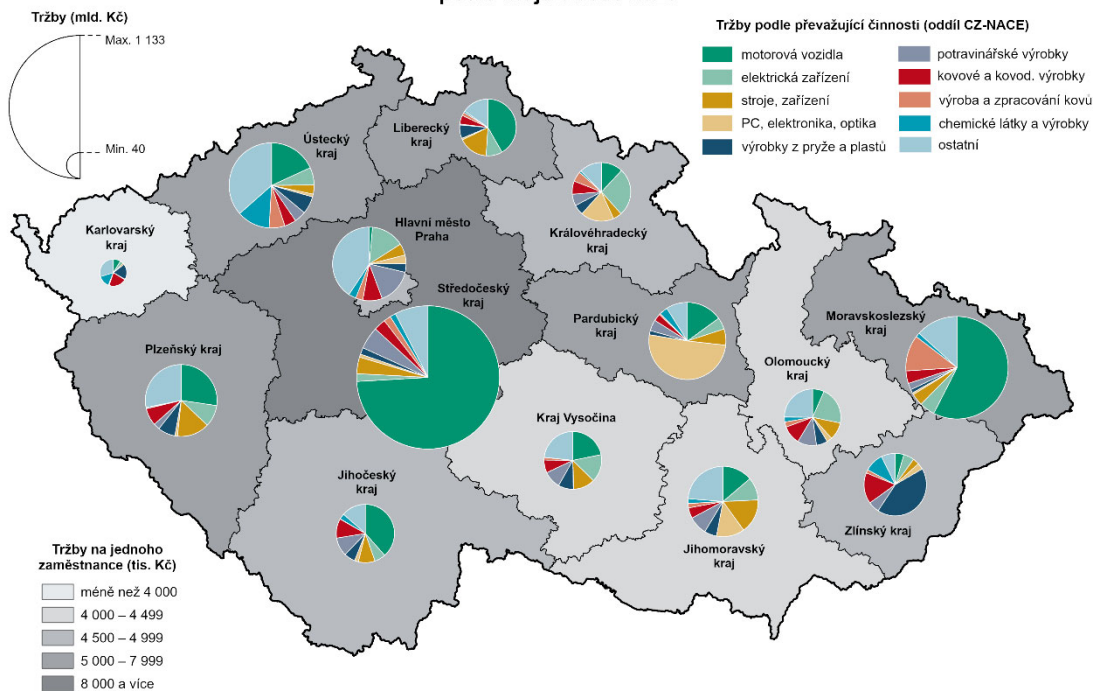 Tržby (mld. Kč)
Max. 1 133
Min. 40
Tržby podle převažující činnosti (oddíl CZ-NACE)
motorová vozidla
elektrická zařízení
stroje, zařízení
PC, elektronika, optika
výrobky z pryže a plastů
potravinářské výrobky
kovové a kovod. výrobky
výroba a zpracování kovů
chemické látky a výrobky
ostatní
Liberecký
kraj
Ústecký
kraj
Karlovarský
kraj
Hlavní město
Praha
Královéhradecký
kraj
Středočeský
kraj
Pardubický
kraj
Moravskoslezský
kraj
Plzeňský kraj
Olomoucký
kraj
Kraj Vysočina
Jihočeský
kraj
Zlínský kraj
Jihomoravský
kraj
Tržby na jednoho
zaměstnance (tis. Kč)
méně než 4 000
4 000 – 4 499
4 500 – 4 999
5 000 – 7 999
8 000 a více